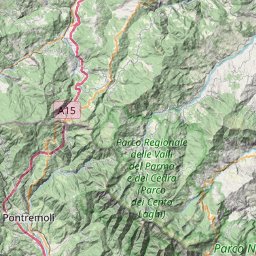 A15
Parco Regionale
delle Valli
del Parma
e del Cedra
(Parco
dei Cento
Laghi)
Pontremoli
Parco N